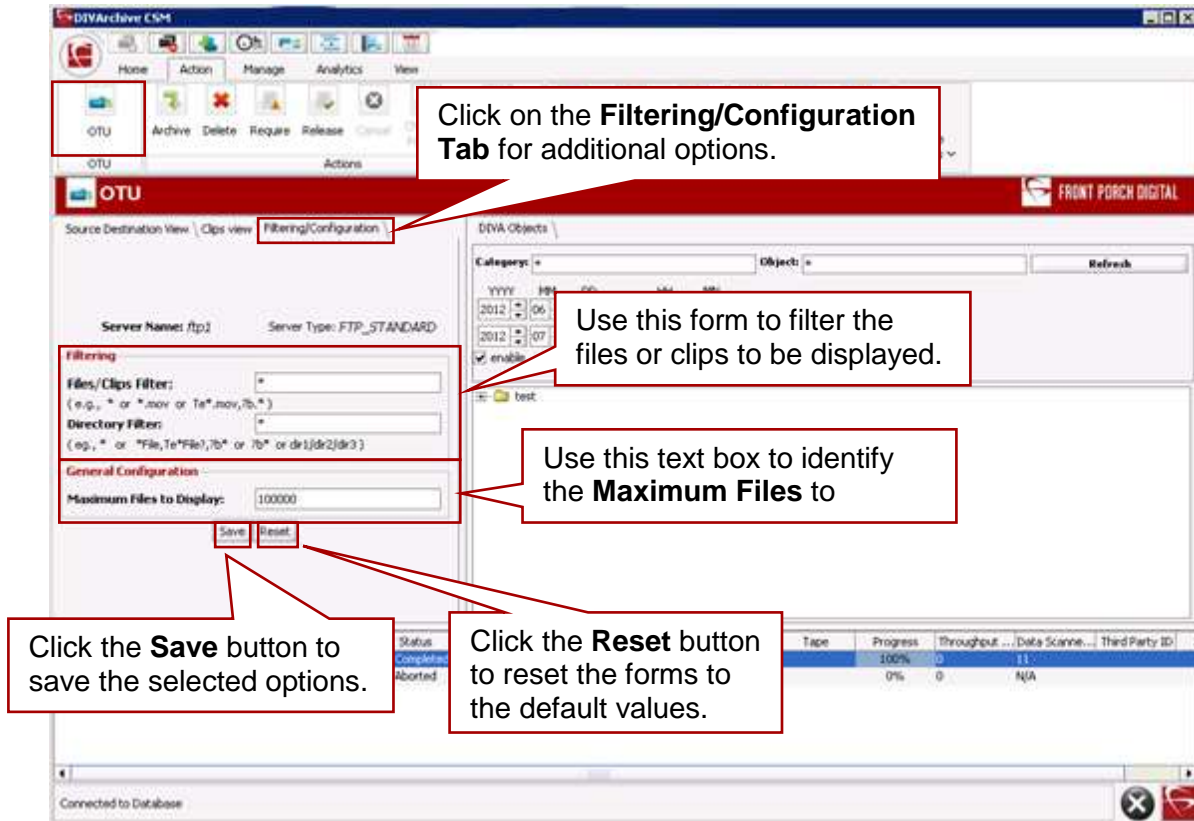 DIVArchive CSM
Home Action Manage Analytics View
OTU Archive Delete Require Release Cancel
OTU Actions
Click on the Filtering/Configuration
Tab for additional options.
OTU
FRONT PORCH DIGITAL
Source Destination View Clips view Filtering/Configuration
DIVA Objects
Category: * Object: * Refresh
YYYY MM DD HH MN
2012 06
2012 07
enable
Server Name: ftp1 Server Type: FTP_STANDARD
Use this form to filter the
files or clips to be displayed.
Filtering
Files/Clips Filter: *
(e.g., * or *.mov or Te*.mov,?b.*)
Directory Filter: *
(eg., * or *File,Te*File?,?b* or ?b* or dir1/dir2/dir3)
test
General Configuration
Maximum Files to Display: 100000
Use this text box to identify
the Maximum Files to
Save Reset
Click the Save button to
save the selected options.
Click the Reset button
to reset the forms to
the default values.
Status Tape Progress Throughput ... Data Scanne... Third Party ID
Completed 100% 0 11
Aborted 0% 0 N/A
Connected to Database